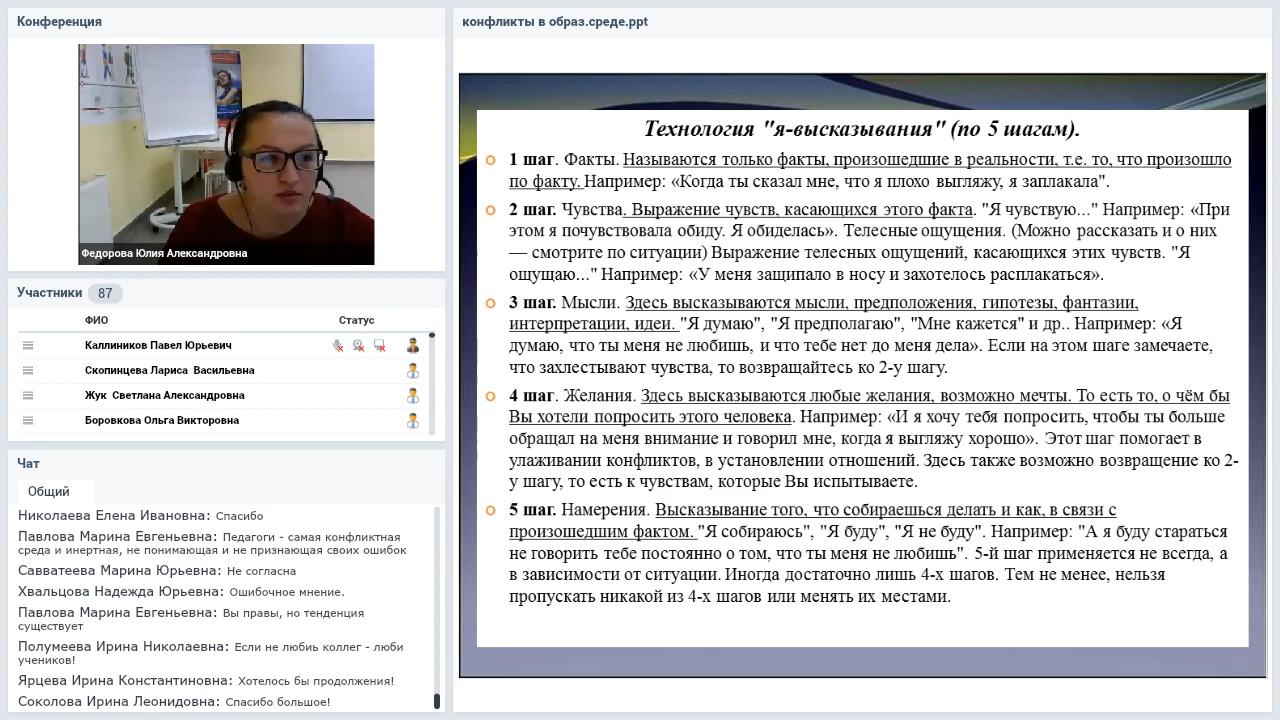 Конференция
Федорова Юлия Александровна
Участники 87
ФИО Статус
Каллиников Павел Юрьевич
Скопинцева Лариса Васильевна
Жук Светлана Александровна
Боровкова Ольга Викторовна
Чат
Общий
Николаева Елена Ивановна: Спасибо
Павлова Марина Евгеньевна: Педагоги - самая конфликтная
среда и инертная, не понимающая и не признающая своих ошибок
Савватеева Марина Юрьевна: Не согласна
Хвальцова Надежда Юрьевна: Ошибочное мнение.
Павлова Марина Евгеньевна: Вы правы, но тенденция
существует
Полумеева Ирина Николаевна: Если не любиь коллег - люби
учеников!
Ярцева Ирина Константиновна: Хотелось бы продолжения!
Соколова Ирина Леонидовна: Спасибо большое!
конфликты в образ.среде.ppt
Технология "я-высказывания" (по 5 шагам).
1 шаг. Факты. Называются только факты, произошедшие в реальности, т.е. то, что произошло
по факту. Например: «Когда ты сказал мне, что я плохо выгляжу, я заплакала".
2 шаг. Чувства. Выражение чувств, касающихся этого факта. "Я чувствую..." Например: «При
этом я почувствовала обиду. Я обиделась». Телесные ощущения. (Можно рассказать и о них
— смотрите по ситуации) Выражение телесных ощущений, касающихся этих чувств. "Я
ощущаю..." Например: «У меня защипало в носу и захотелось расплакаться».
3 шаг. Мысли. Здесь высказываются мысли, предположения, гипотезы, фантазии,
интерпретации, идеи. "Я думаю", "Я предполагаю", "Мне кажется" и др.. Например: «Я
думаю, что ты меня не любишь, и что тебе нет до меня дела». Если на этом шаге замечаете,
что захлестывают чувства, то возвращайтесь ко 2-у шагу.
4 шаг. Желания. Здесь высказываются любые желания, возможно мечты. То есть то, о чём бы
Вы хотели попросить этого человека. Например: «И я хочу тебя попросить, чтобы ты больше
обращал на меня внимание и говорил мне, когда я выгляжу хорошо». Этот шаг помогает в
улаживании конфликтов, в установлении отношений. Здесь также возможно возвращение ко 2-
у шагу, то есть к чувствам, которые Вы испытываете.
5 шаг. Намерения. Высказывание того, что собираешься делать и как, в связи с
произошедшим фактом. "Я собираюсь", "Я буду", "Я не буду". Например: "А я буду стараться
не говорить тебе постоянно о том, что ты меня не любишь". 5-й шаг применяется не всегда, а
в зависимости от ситуации. Иногда достаточно лишь 4-х шагов. Тем не менее, нельзя
пропускать никакой из 4-х шагов или менять их местами.